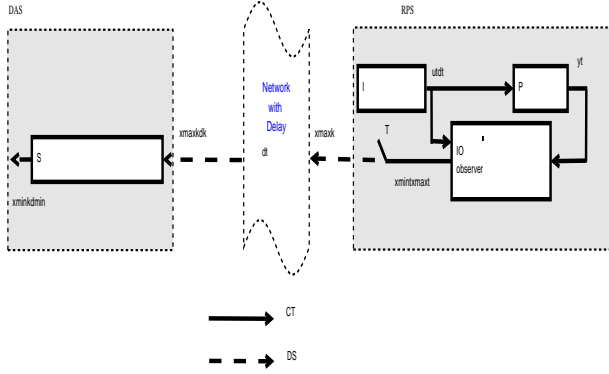 DAS
RPS
I
utdt
P
yt
Network
with
Delay
dt
T
IO
observer
S
xmaxkdk
xmaxk
xmintxmaxt
xminkdmin
CT
DS